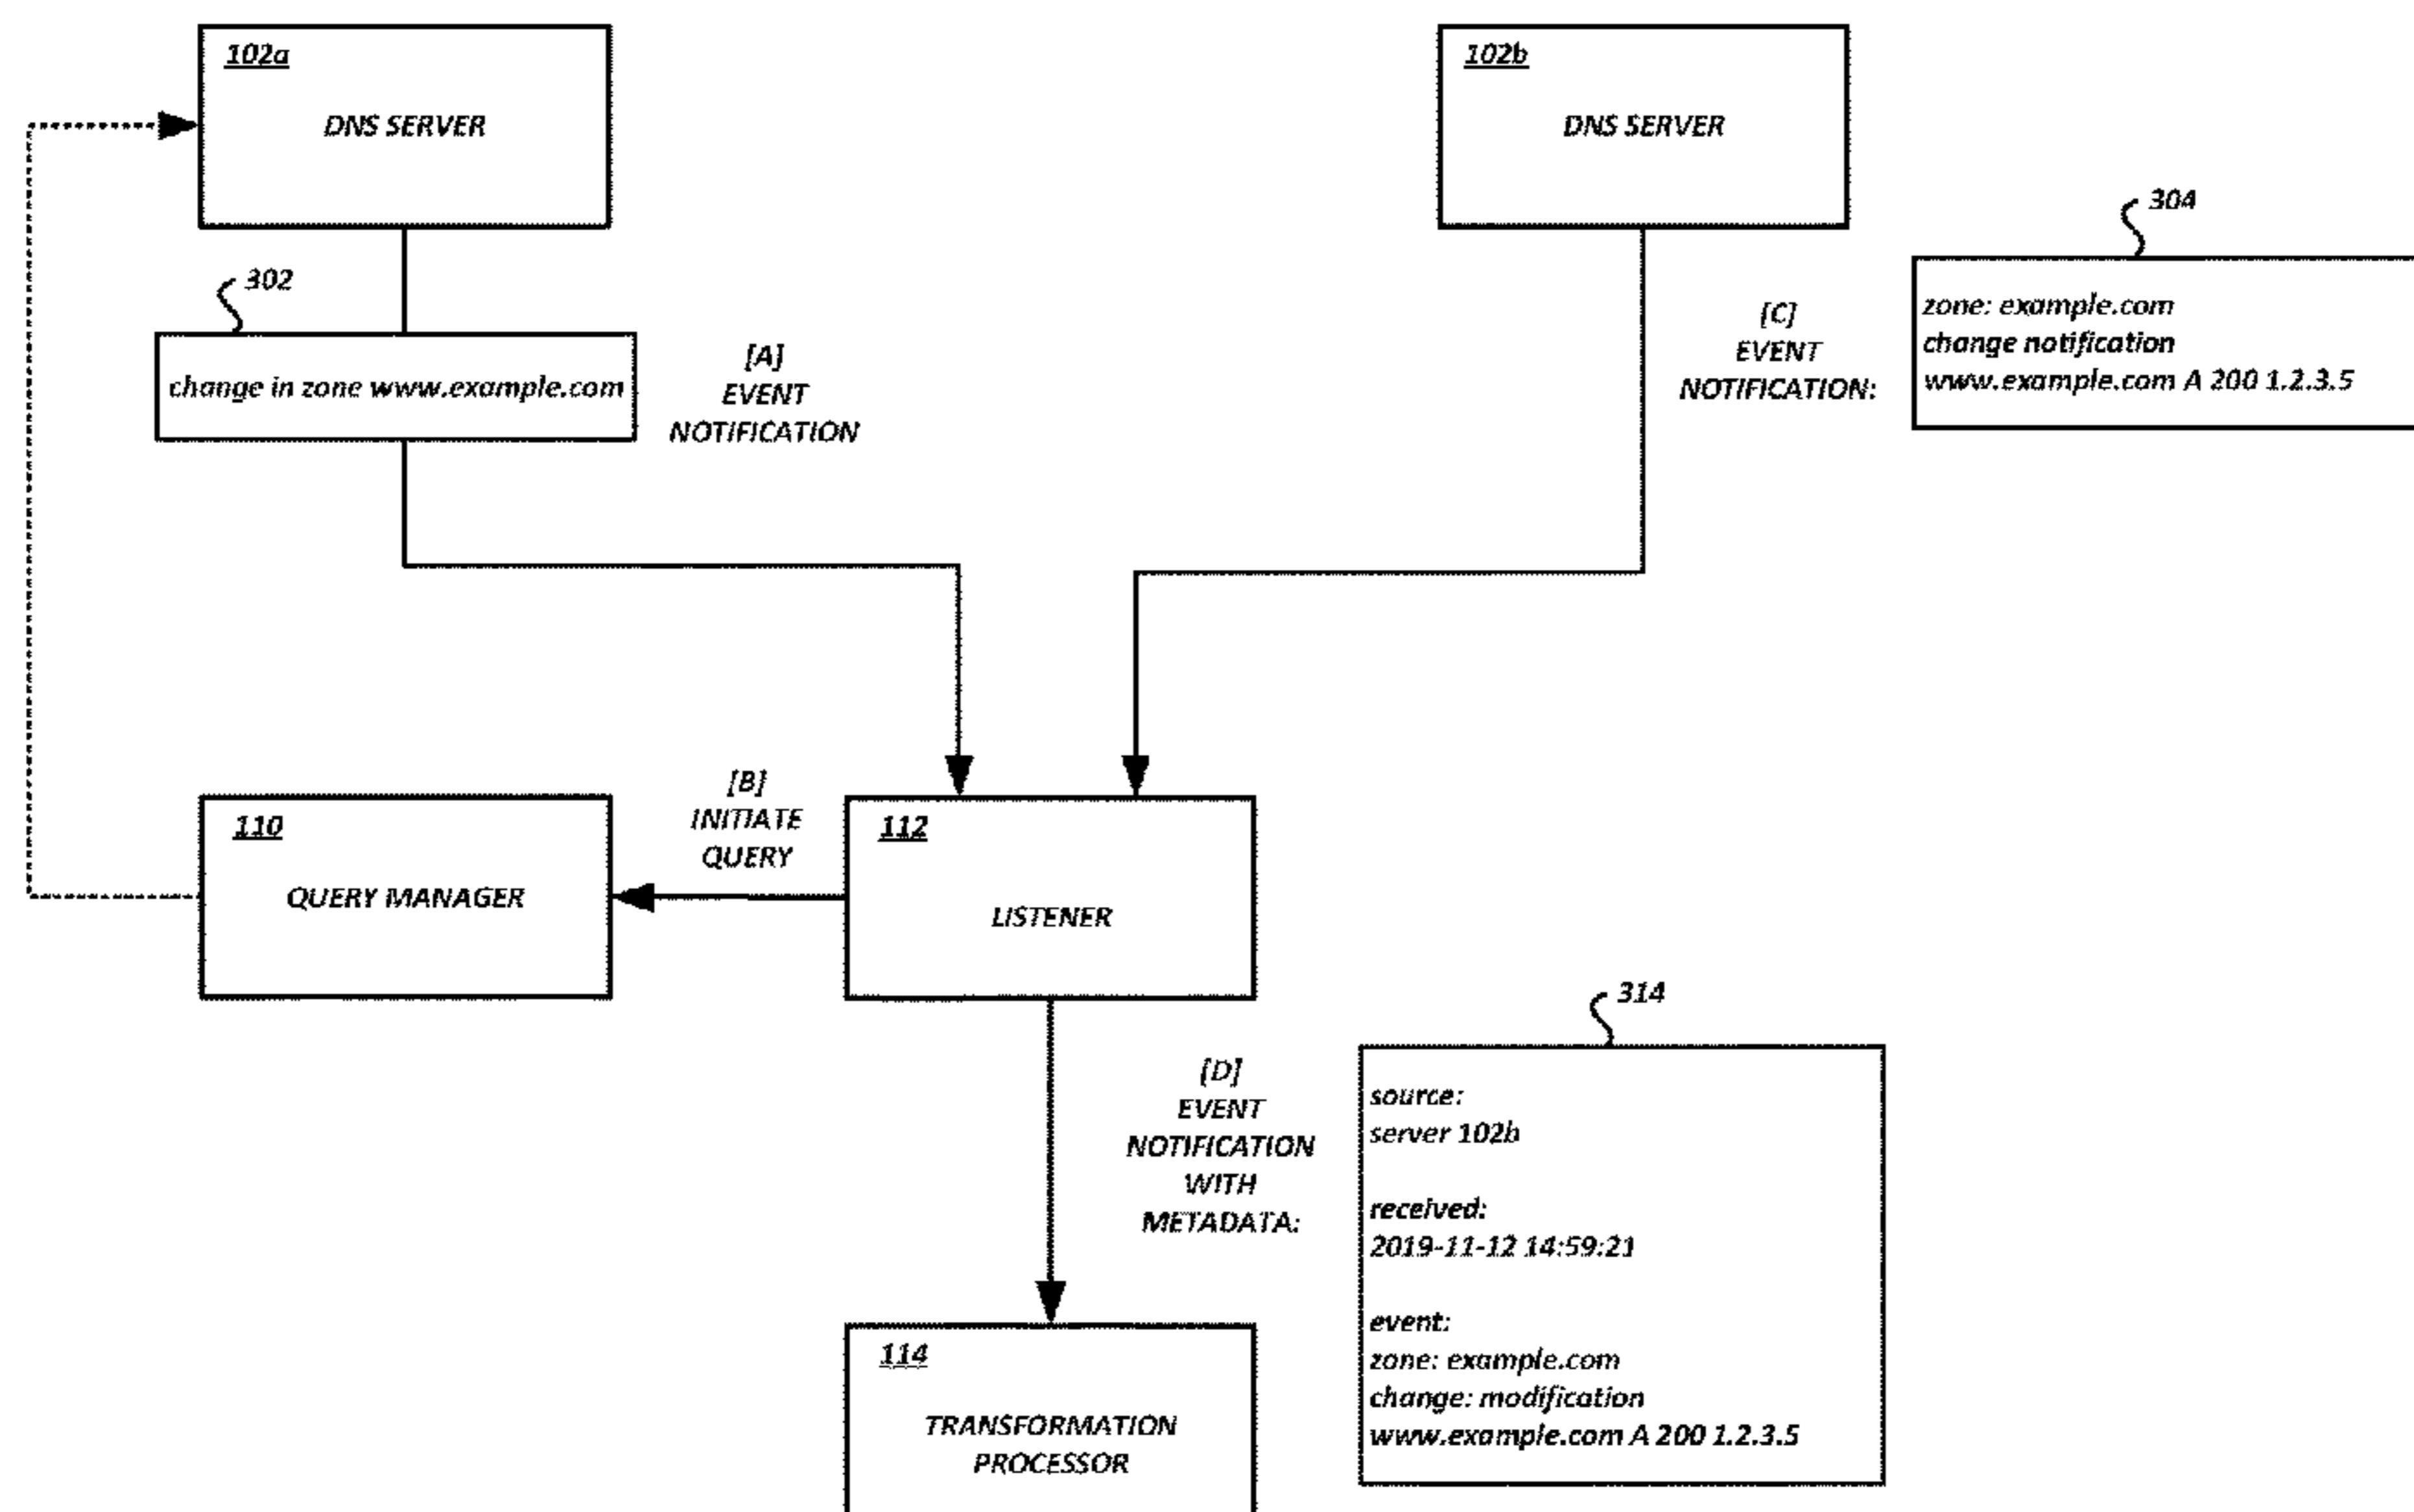 102a
DNS SERVER
102b
DNS SERVER
304
zone: example.com
change notification
www.example.com A 200 1.2.3.5
302
change in zone www.example.com
[A]
EVENT
NOTIFICATION
[C]
EVENT
NOTIFICATION:
110
QUERY MANAGER
[B]
INITIATE
QUERY
112
LISTENER
314
[D]
EVENT
NOTIFICATION
WITH
METADATA:
source:
server 102b
received:
2019-11-12 14:59:21
event:
zone: example.com
change: modification
www.example.com A 200 1.2.3.5
114
TRANSFORMATION
PROCESSOR